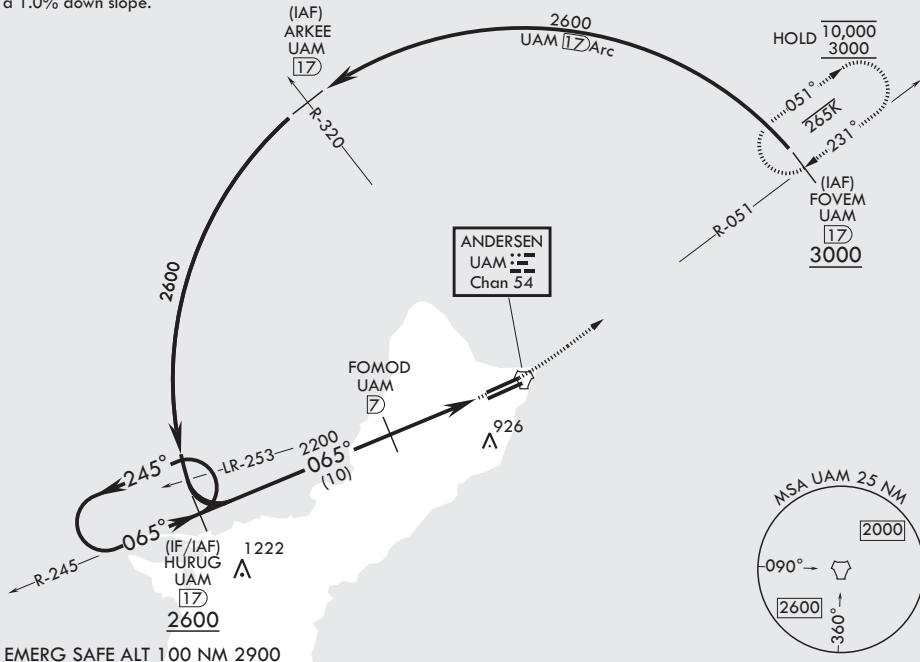 a 1.0% down slope.
(IAF)
ARKEE
UAM
17
R-320
2600
UAM 17 Arc
HOLD 10,000
3000
051°
265K
231°
(IAF)
FOVEM
UAM
17
3000
R-051
2600
ANDERSEN
UAM
Chan 54
FOMOD
UAM
7
926
245°
LR-253
2200
065°
(10)
065°
R-245
(IF/IAF)
HURUG
UAM
17
2600
1222
MSA UAM 25 NM
2000
090°
2600
360°
EMERG SAFE ALT 100 NM 2900